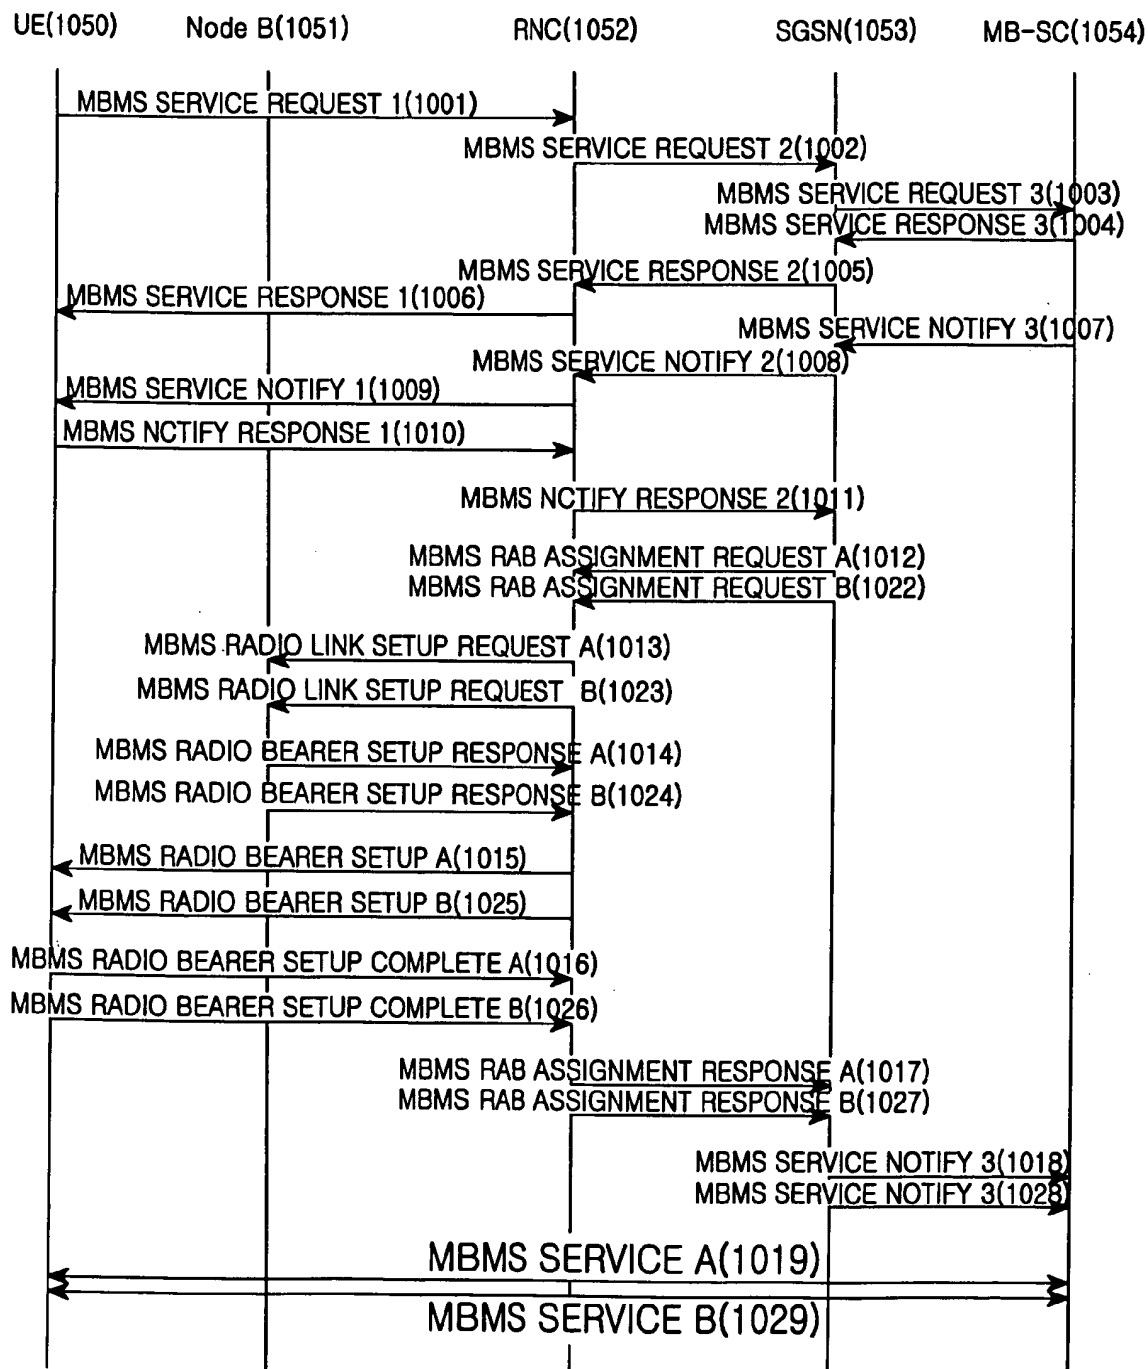 UE(1050) Node B(1051) RNC(1052) SGSN(1053) MB-SC(1054)
MBMS SERVICE REQUEST 1(1001)
MBMS SERVICE REQUEST 2(1002)
MBMS SERVICE REQUEST 3(1003)
MBMS SERVICE RESPONSE 3(1004)
MBMS SERVICE RESPONSE 2(1005)
MBMS SERVICE RESPONSE 1(1006)
MBMS SERVICE NOTIFY 3(1007)
MBMS SERVICE NOTIFY 2(1008)
MBMS SERVICE NOTIFY 1(1009)
MBMS NCTIFY RESPONSE 1(1010)
MBMS NCTIFY RESPONSE 2(1011)
MBMS RAB ASSIGNMENT REQUEST A(1012)
MBMS RAB ASSIGNMENT REQUEST B(1022)
MBMS RADIO LINK SETUP REQUEST A(1013)
MBMS RADIO LINK SETUP REQUEST B(1023)
MBMS RADIO BEARER SETUP RESPONSE A(1014)
MBMS RADIO BEARER SETUP RESPONSE B(1024)
MBMS RADIO BEARER SETUP A(1015)
MBMS RADIO BEARER SETUP B(1025)
MBMS RADIO BEARER SETUP COMPLETE A(1016)
MBMS RADIO BEARER SETUP COMPLETE B(1026)
MBMS RAB ASSIGNMENT RESPONSE A(1017)
MBMS RAB ASSIGNMENT RESPONSE B(1027)
MBMS SERVICE NOTIFY 3(1018)
MBMS SERVICE NOTIFY 3(1028)
MBMS SERVICE A(1019)
MBMS SERVICE B(1029)